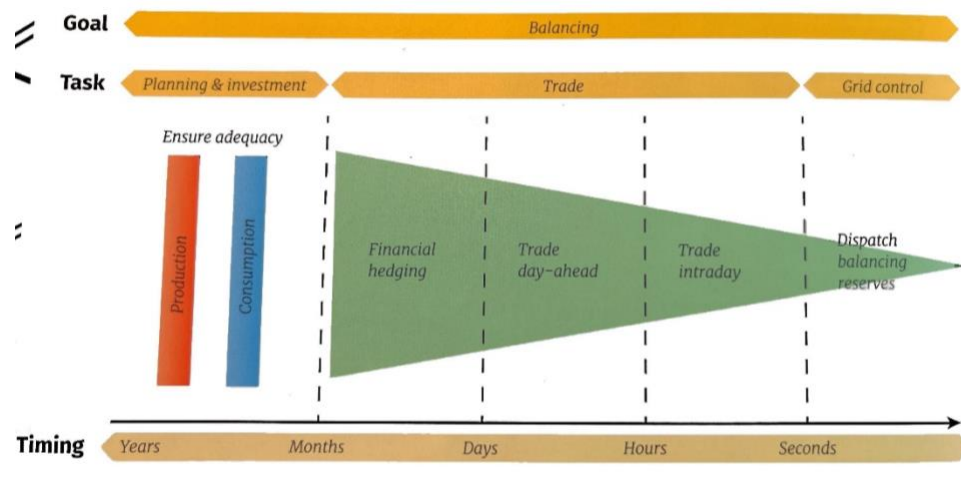 Goal
Balancing
Task
Planning & investment
Trade
Grid control
Ensure adequacy
Production
Consumption
Financial
hedging
Trade
day-ahead
Trade
intraday
Dispatch
balancing
reserves
Timing
Years
Months
Days
Hours
Seconds